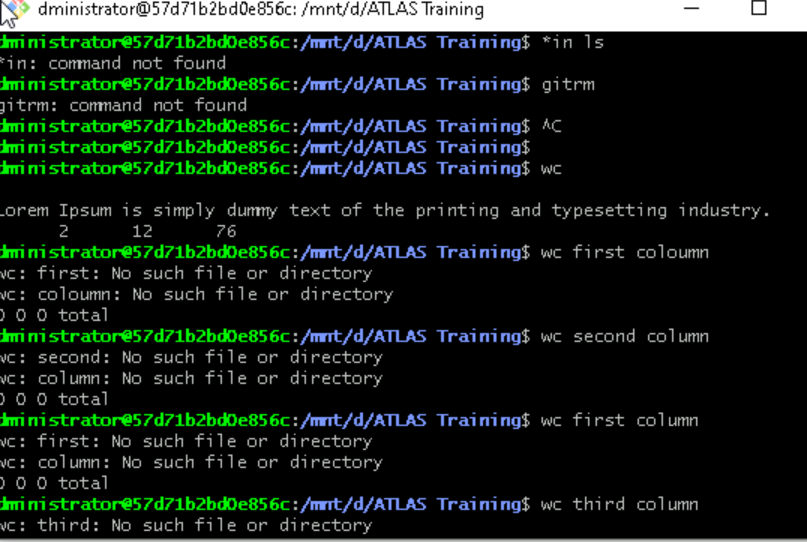 dministrator@57d71b2bd0e856c: /mnt/d/ATLAS Training
dministrator@57d71b2bd0e856c:/mnt/d/ATLAS Training$ *in ls
*in: command not found
dministrator@57d71b2bd0e856c:/mnt/d/ATLAS Training$ gitrm
gitrm: command not found
dministrator@57d71b2bd0e856c:/mnt/d/ATLAS Training$ ^C
dministrator@57d71b2bd0e856c:/mnt/d/ATLAS Training$
dministrator@57d71b2bd0e856c:/mnt/d/ATLAS Training$ wc
Lorem Ipsum is simply dummy text of the printing and typesetting industry.
2 12 76
dministrator@57d71b2bd0e856c:/mnt/d/ATLAS Training$ wc first coloumn
wc: first: No such file or directory
wc: coloumn: No such file or directory
0 0 0 total
dministrator@57d71b2bd0e856c:/mnt/d/ATLAS Training$ wc second column
wc: second: No such file or directory
wc: column: No such file or directory
0 0 0 total
dministrator@57d71b2bd0e856c:/mnt/d/ATLAS Training$ wc first column
wc: first: No such file or directory
wc: column: No such file or directory
0 0 0 total
dministrator@57d71b2bd0e856c:/mnt/d/ATLAS Training$ wc third column
wc: third: No such file or directory